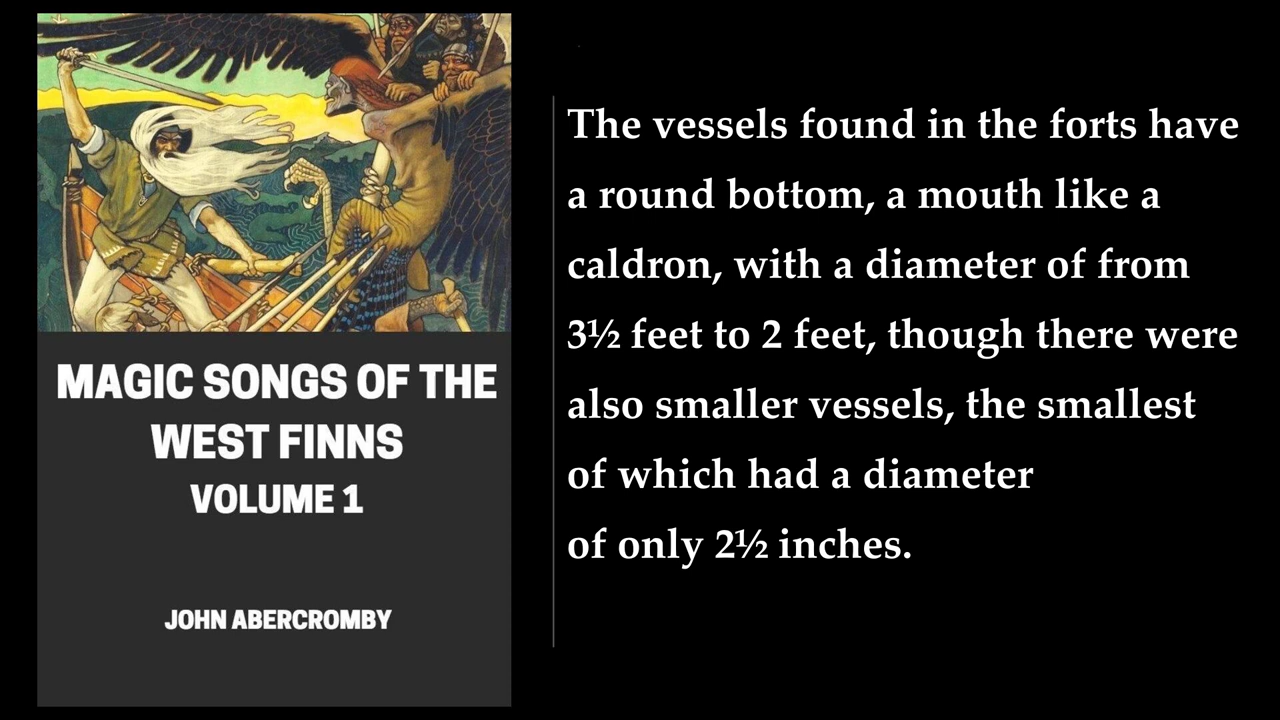 MAGIC SONGS OF THE
WEST FINNS
VOLUME 1
JOHN ABERCROMBY
The vessels found in the forts have
a round bottom, a mouth like a
caldron, with a diameter of from
3½ feet to 2 feet, though there were
also smaller vessels, the smallest
of which had a diameter
of only 2½ inches.